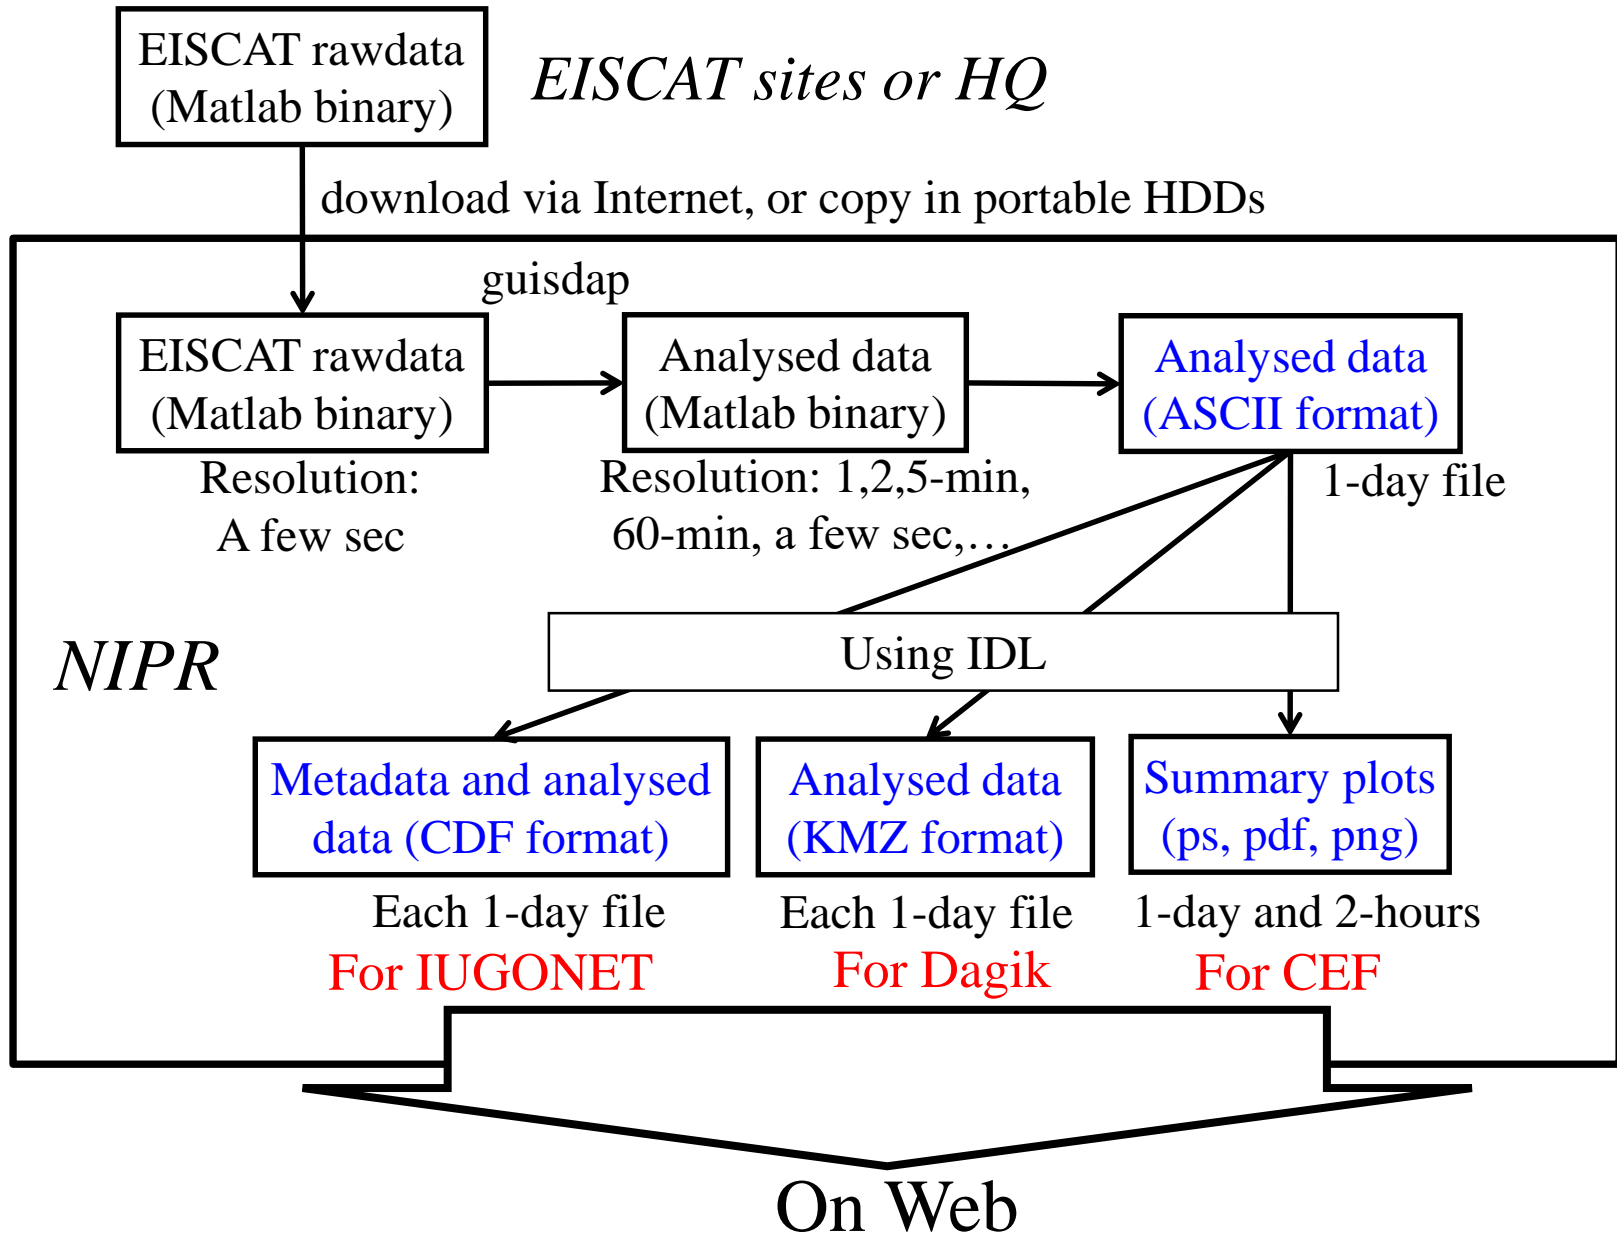 EISCAT rawdata
(Matlab binary)
EISCAT sites or HQ
download via Internet, or copy in portable HDDs
guisdap
EISCAT rawdata
(Matlab binary)
Analysed data
(Matlab binary)
Analysed data
(ASCII format)
Resolution:
A few sec
Resolution: 1,2,5-min,
60-min, a few sec,…
1-day file
Using IDL
NIPR
Metadata and analysed
data (CDF format)
Analysed data
(KMZ format)
Summary plots
(ps, pdf, png)
Each 1-day file
Each 1-day file
1-day and 2-hours
For IUGONET
For Dagik
For CEF
On Web